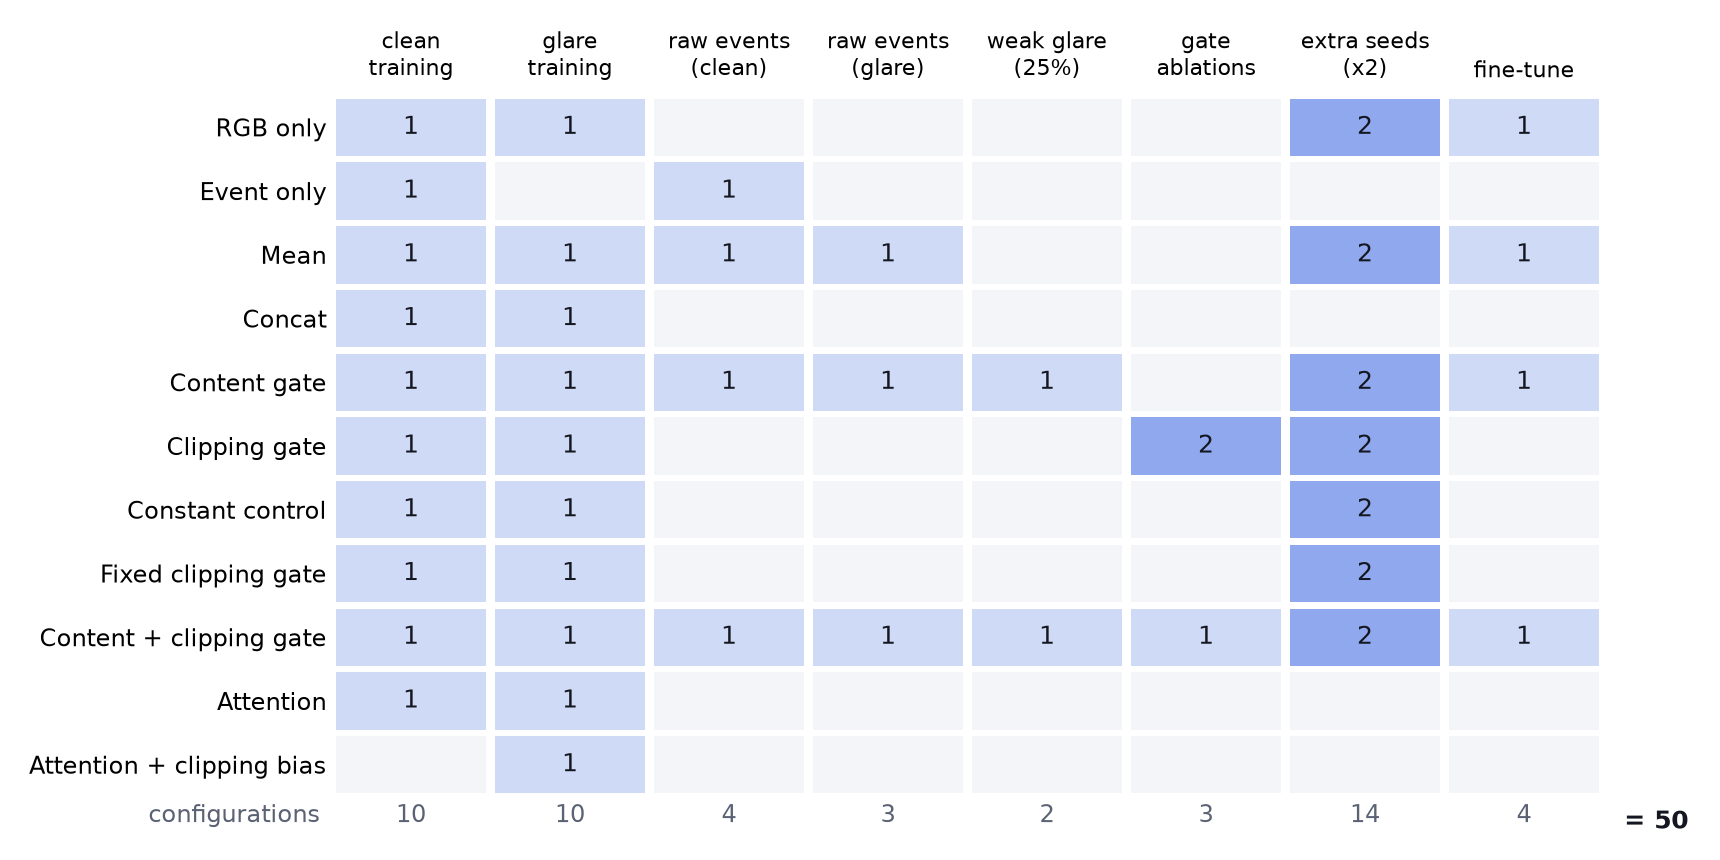 clean training
glare training
raw events (clean)
raw events (glare)
weak glare (25%)
gate ablations
extra seeds (x2)
fine-tune
RGB only 1 1 2 1
Event only 1 1
Mean 1 1 1 1 2 1
Concat 1 1
Content gate 1 1 1 1 1 2 1
Clipping gate 1 1 2 2
Constant control 1 1 2
Fixed clipping gate 1 1 2
Content + clipping gate 1 1 1 1 1 1 2 1
Attention 1 1
Attention + clipping bias 1
configurations 10 10 4 3 2 3 14 4 = 50